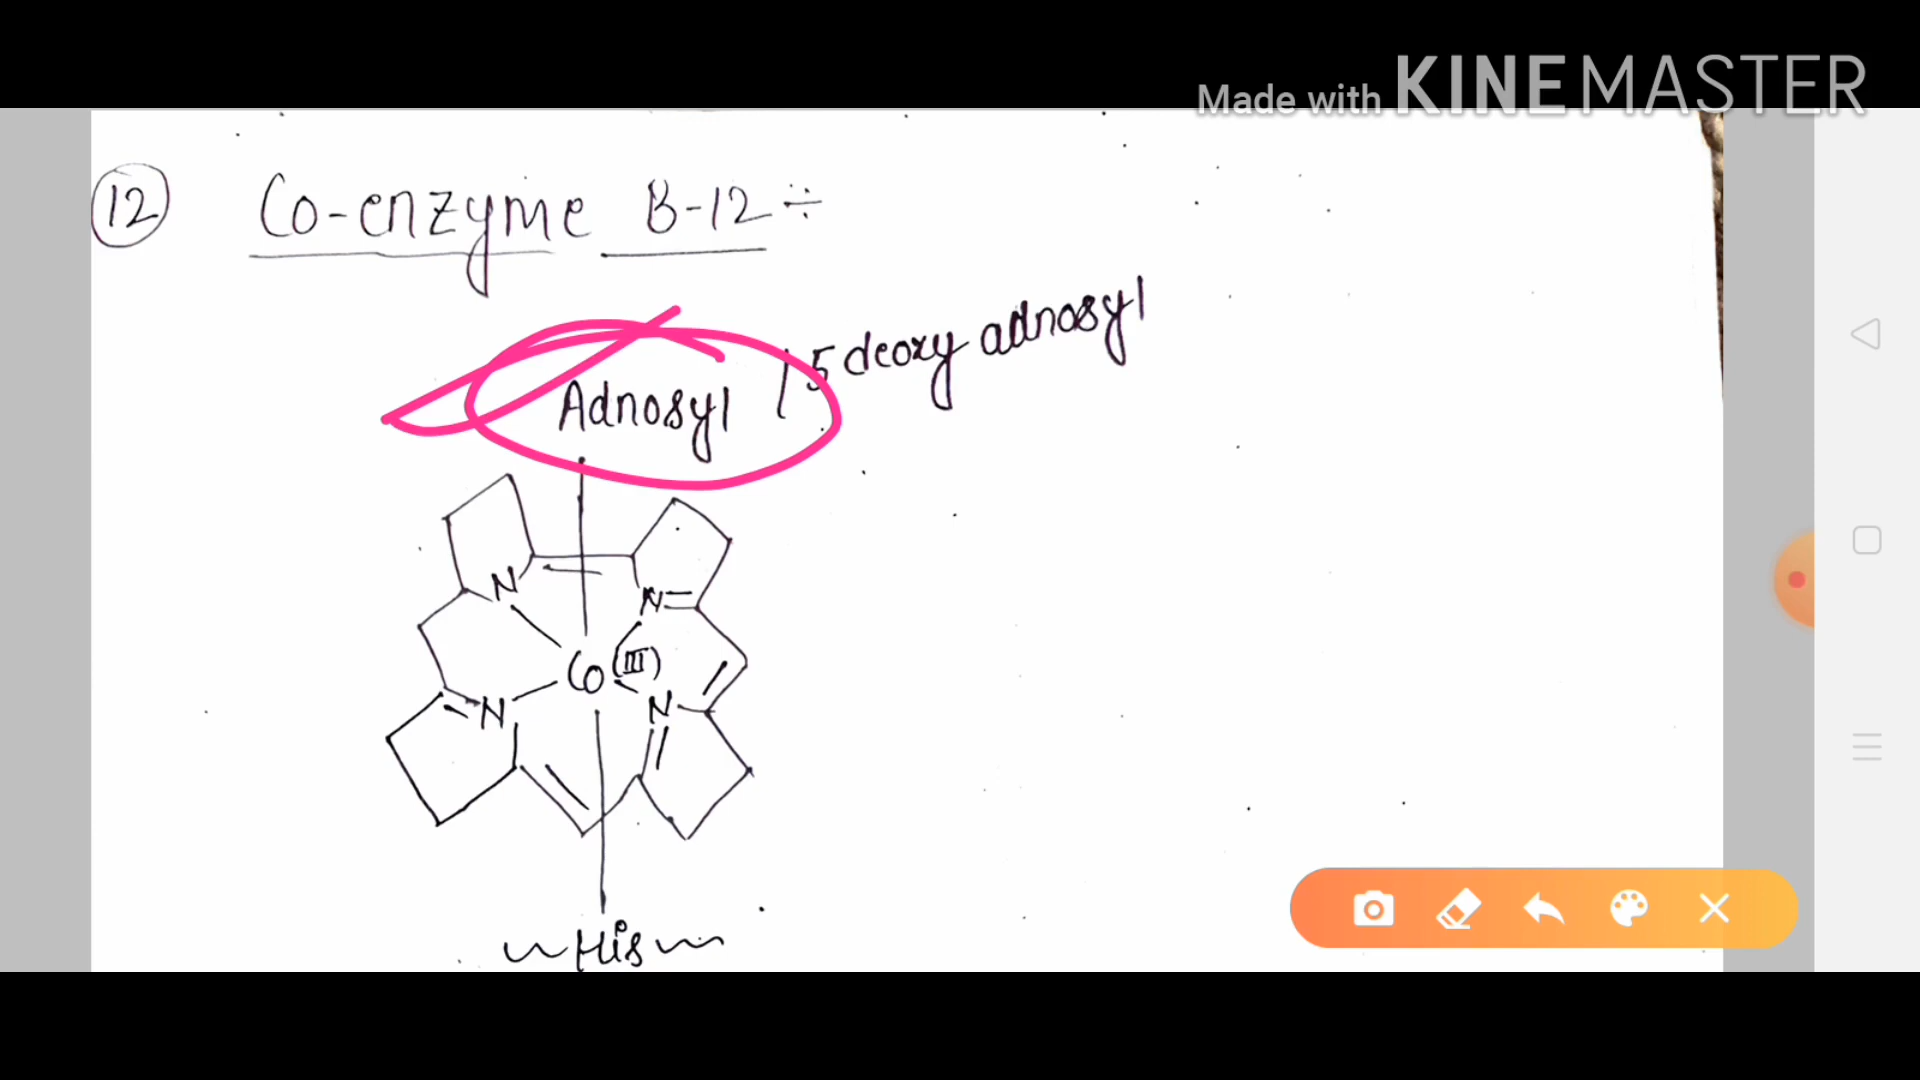 Made with KINEMASTER
12 Co-enzyme B-12 ÷
Adnosyl / 5 deoxy adnosyl
N
N
Co (III)
N
N
His